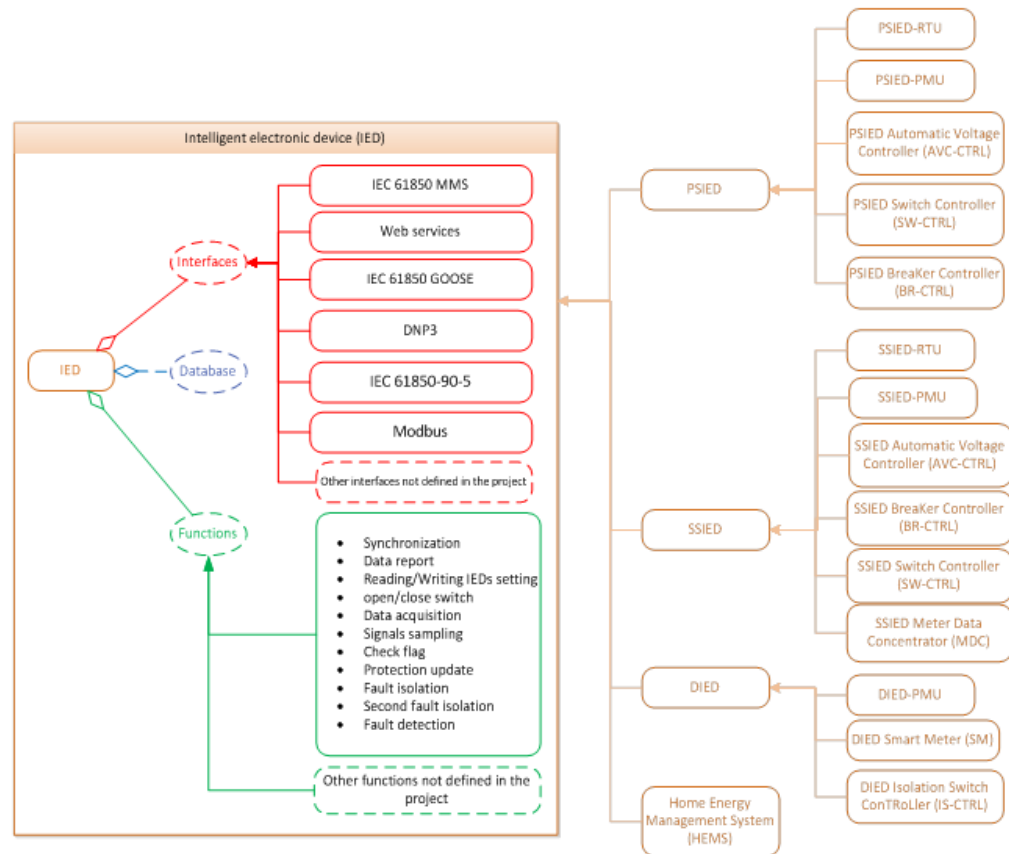 Intelligent electronic device (IED)
IED
Interfaces
Database
Functions
IEC 61850 MMS
Web services
IEC 61850 GOOSE
DNP3
IEC 61850-90-5
Modbus
Other interfaces not defined in the project
• Synchronization
• Data report
• Reading/Writing IEDs setting
• open/close switch
• Data acquisition
• Signals sampling
• Check flag
• Protection update
• Fault isolation
• Second fault isolation
• Fault detection
Other functions not defined in the
project
PSIED
SSIED
DIED
Home Energy
Management System
(HEMS)
PSIED-RTU
PSIED-PMU
PSIED Automatic Voltage
Controller (AVC-CTRL)
PSIED Switch Controller
(SW-CTRL)
PSIED BreaKer Controller
(BR-CTRL)
SSIED-RTU
SSIED-PMU
SSIED Automatic Voltage
Controller (AVC-CTRL)
SSIED BreaKer Controller
(BR-CTRL)
SSIED Switch Controller
(SW-CTRL)
SSIED Meter Data
Concentrator (MDC)
DIED-PMU
DIED Smart Meter (SM)
DIED Isolation Switch
ConTRoLler (IS-CTRL)